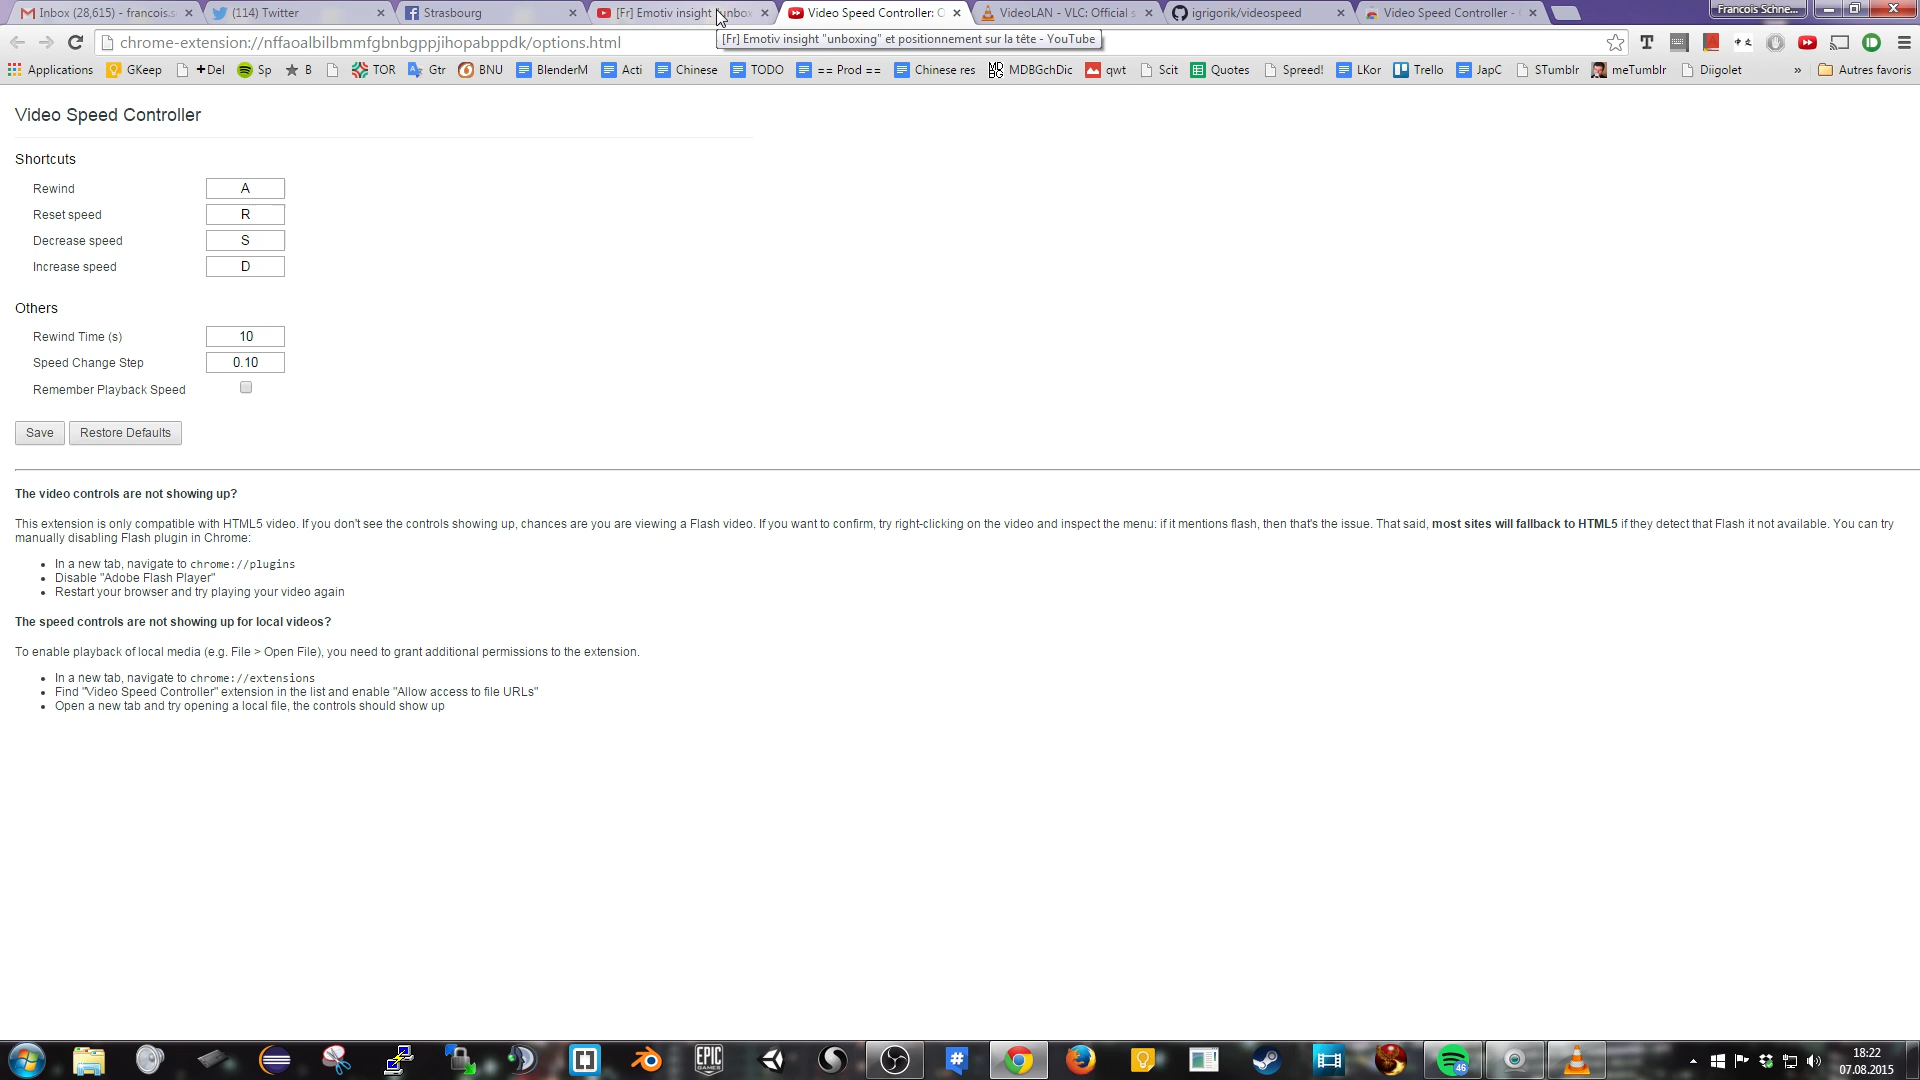 Inbox (28,615) - francois.s
(114) Twitter
Strasbourg
[Fr] Emotiv insight "unbox
Video Speed Controller: O
VideoLAN - VLC: Official s
igrigorik/videospeed
Video Speed Controller -
Francois Schne...
chrome-extension://nffaoalbilbmmfgbnbgppjihopabppdk/options.html
[Fr] Emotiv insight "unboxing" et positionnement sur la tête - YouTube
Applications
GKeep
+Del
Sp
B
TOR
Gtr
BNU
BlenderM
Acti
Chinese
TODO
== Prod ==
Chinese res
MDBGchDic
qwt
Scit
Quotes
Spreed!
LKor
Trello
JapC
STumblr
meTumblr
Diigolet
»
Autres favoris
Video Speed Controller
Shortcuts
Rewind A
Reset speed R
Decrease speed S
Increase speed D
Others
Rewind Time (s) 10
Speed Change Step 0.10
Remember Playback Speed
Save Restore Defaults
The video controls are not showing up?
This extension is only compatible with HTML5 video. If you don't see the controls showing up, chances are you are viewing a Flash video. If you want to confirm, try right-clicking on the video and inspect the menu: if it mentions flash, then that's the issue. That said, most sites will fallback to HTML5 if they detect that Flash it not available. You can try
manually disabling Flash plugin in Chrome:
In a new tab, navigate to chrome://plugins
Disable "Adobe Flash Player"
Restart your browser and try playing your video again
The speed controls are not showing up for local videos?
To enable playback of local media (e.g. File > Open File), you need to grant additional permissions to the extension.
In a new tab, navigate to chrome://extensions
Find "Video Speed Controller" extension in the list and enable "Allow access to file URLs"
Open a new tab and try opening a local file, the controls should show up
EPIC
GAMES
46
18:22
07.08.2015